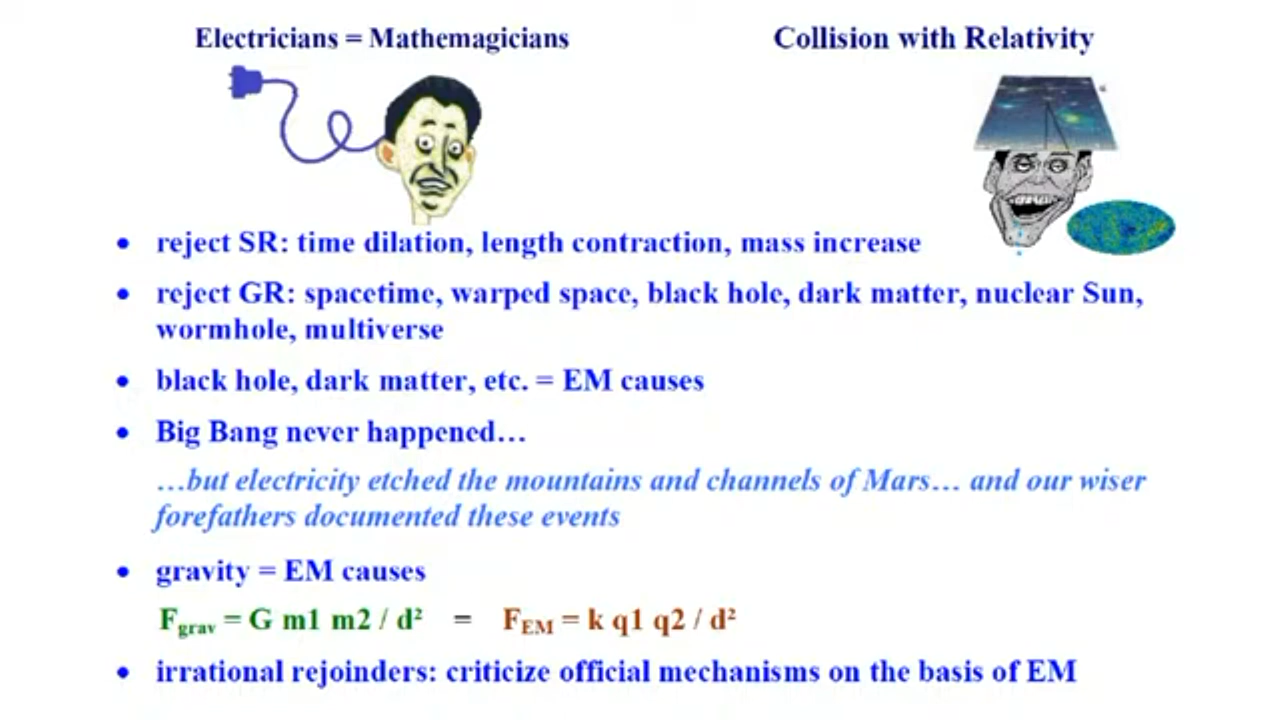 Electricians = Mathemagicians
Collision with Relativity
• reject SR: time dilation, length contraction, mass increase
• reject GR: spacetime, warped space, black hole, dark matter, nuclear Sun,
wormhole, multiverse
• black hole, dark matter, etc. = EM causes
• Big Bang never happened…
…but electricity etched the mountains and channels of Mars… and our wiser
forefathers documented these events
• gravity = EM causes
F_grav = G m1 m2 / d² = F_EM = k q1 q2 / d²
• irrational rejoinders: criticize official mechanisms on the basis of EM